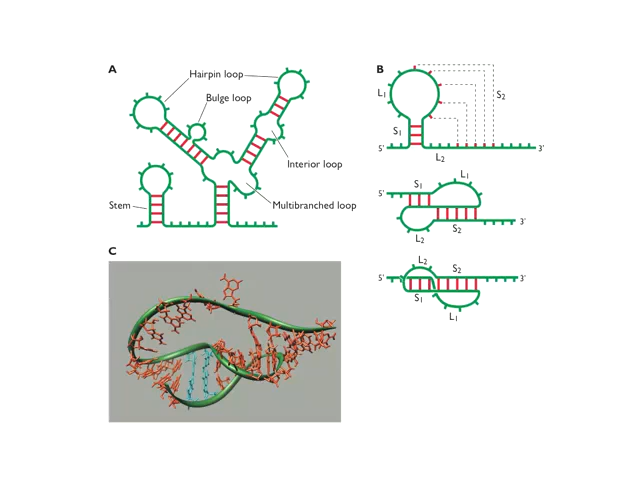 A
Hairpin loop
Bulge loop
Interior loop
Stem
Multibranched loop
B
L1
S1
S2
5′
L2
3′
S1
L1
5′
L2
S2
3′
L2
S2
5′
S1
L1
3′
C